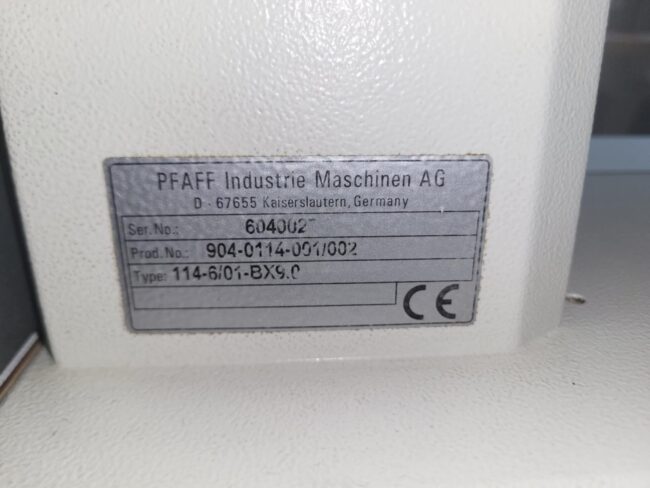 PFAFF Industrie Maschinen AG
D - 67655 Kaiserslautern, Germany
Ser. No.:
Prod. No.: 904-0114-001/002
Type: 114-6/01-BX9.0
CE